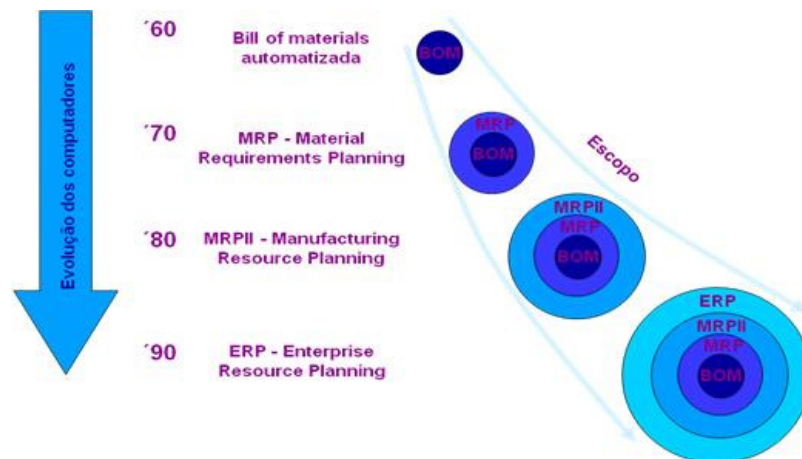 ´60
Bill of materials
automatizada
BOM
´70
MRP - Material
Requirements Planning
MRP
BOM
Escopo
´80
MRPII - Manufacturing
Resource Planning
MRPII
MRP
BOM
´90
ERP - Enterprise
Resource Planning
ERP
MRPII
MRP
BOM
Evolução dos computadores